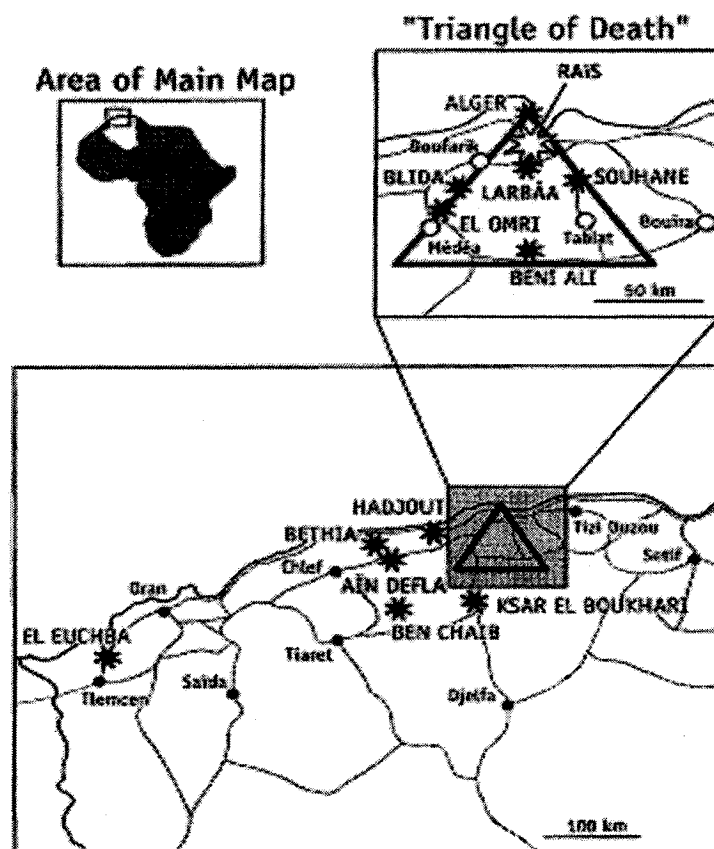 "Triangle of Death"
Area of Main Map
RAïS
ALGER
Boufarik
BLIDA
LARBÂA
SOUHANE
EL OMRI
Médéa
Tablat
Bouïra
BENI ALI
50 km
HADJOUT
BETHIA
Tizi Ouzou
Chlef
Setif
Oran
AÏN DEFLA
KSAR EL BOUKHARI
EL EUCHBA
BEN CHAIB
Tiaret
Tlemcen
Saïda
Djelfa
100 km